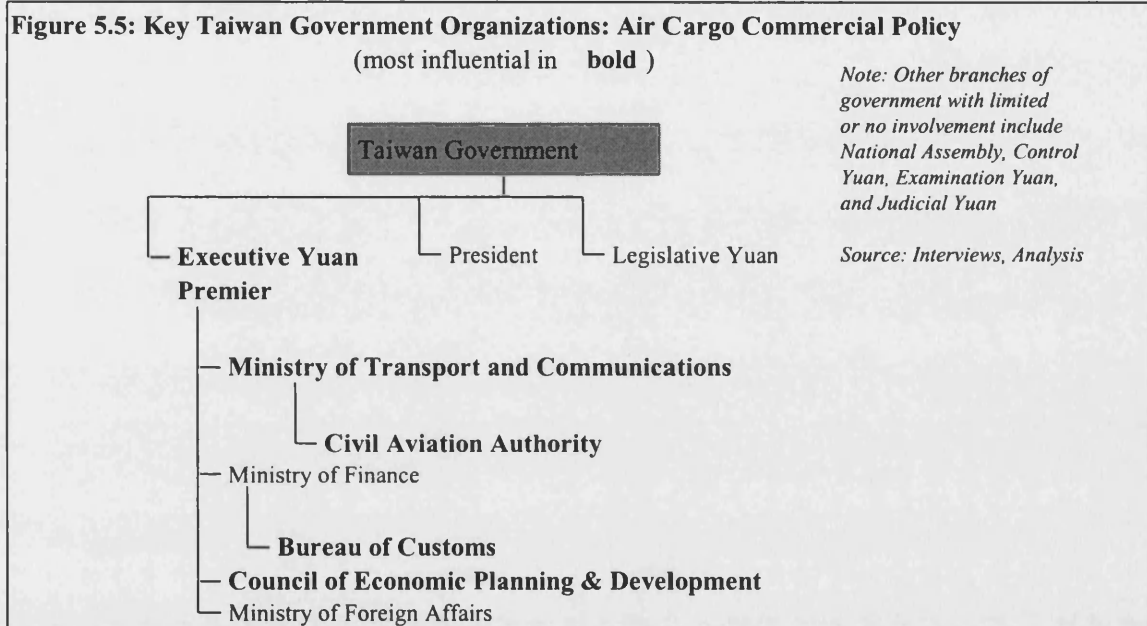 Figure 5.5: Key Taiwan Government Organizations: Air Cargo Commercial Policy
(most influential in bold )
Note: Other branches of
government with limited
or no involvement include
National Assembly, Control
Yuan, Examination Yuan,
and Judicial Yuan
Source: Interviews, Analysis
Taiwan Government
Executive Yuan
Premier
President
Legislative Yuan
Ministry of Transport and Communications
Civil Aviation Authority
Ministry of Finance
Bureau of Customs
Council of Economic Planning & Development
Ministry of Foreign Affairs